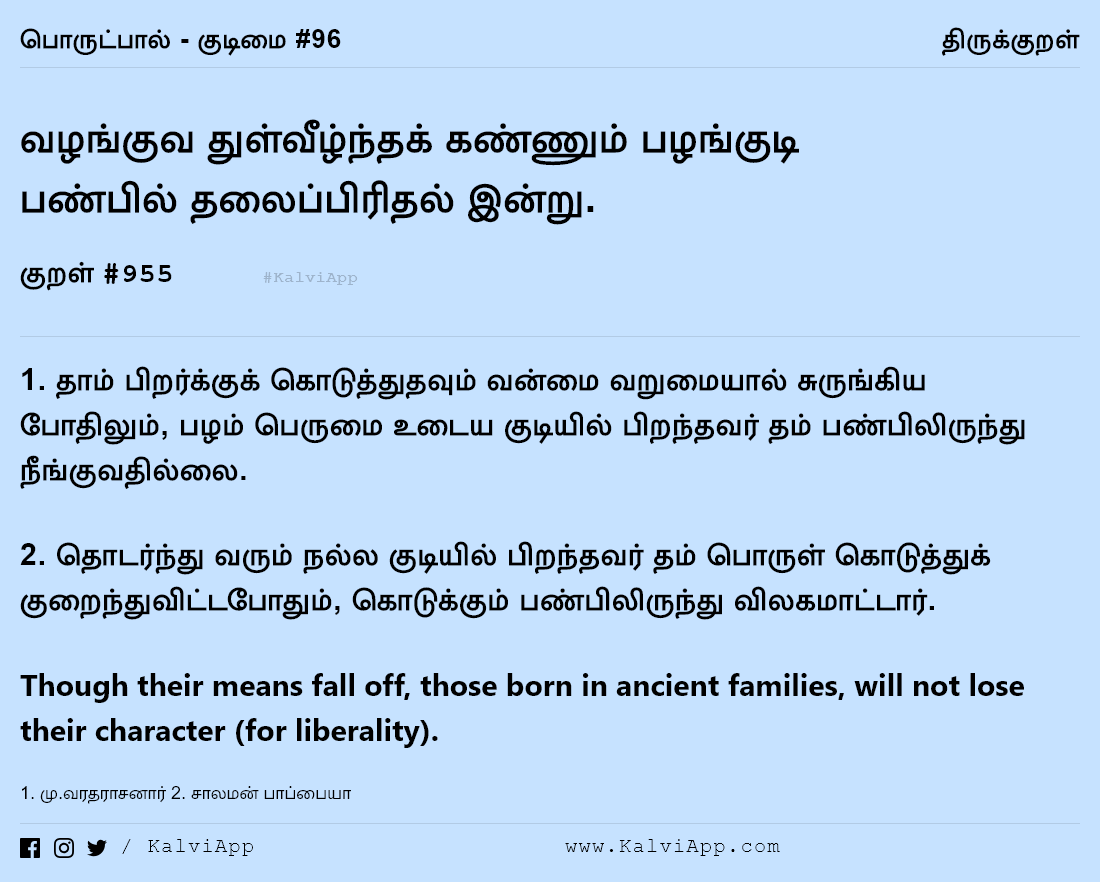 பொருட்பால் - குடிமை #96 திருக்குறள்
வழங்குவ துள்வீழ்ந்தக் கண்ணும் பழங்குடி
பண்பில் தலைப்பிரிதல் இன்று.
குறள் #955 #KalviApp
1. தாம் பிறர்க்குக் கொடுத்துதவும் வன்மை வறுமையால் சுருங்கிய
போதிலும், பழம் பெருமை உடைய குடியில் பிறந்தவர் தம் பண்பிலிருந்து
நீங்குவதில்லை.
2. தொடர்ந்து வரும் நல்ல குடியில் பிறந்தவர் தம் பொருள் கொடுத்துக்
குறைந்துவிட்டபோதும், கொடுக்கும் பண்பிலிருந்து விலகமாட்டார்.
Though their means fall off, those born in ancient families, will not lose
their character (for liberality).
1. மு.வரதராசனார் 2. சாலமன் பாப்பையா
/ KalviApp www.KalviApp.com